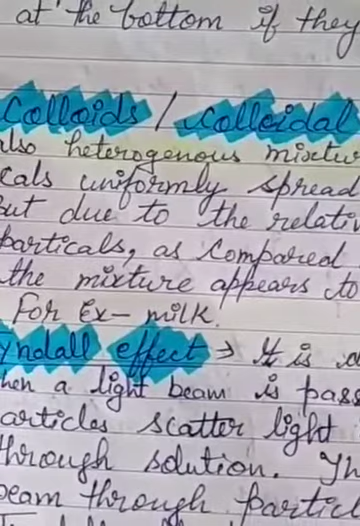 at the bottom if they
Colloids / Colloidal
also heterogenous mixtur
cals uniformly spread
But due to the relativ
particals, as compared
the mixture appears to
For Ex- milk.
yndall effect → It is
hen a light beam is pass
articles scatter light
through solution. Th
beam through partic